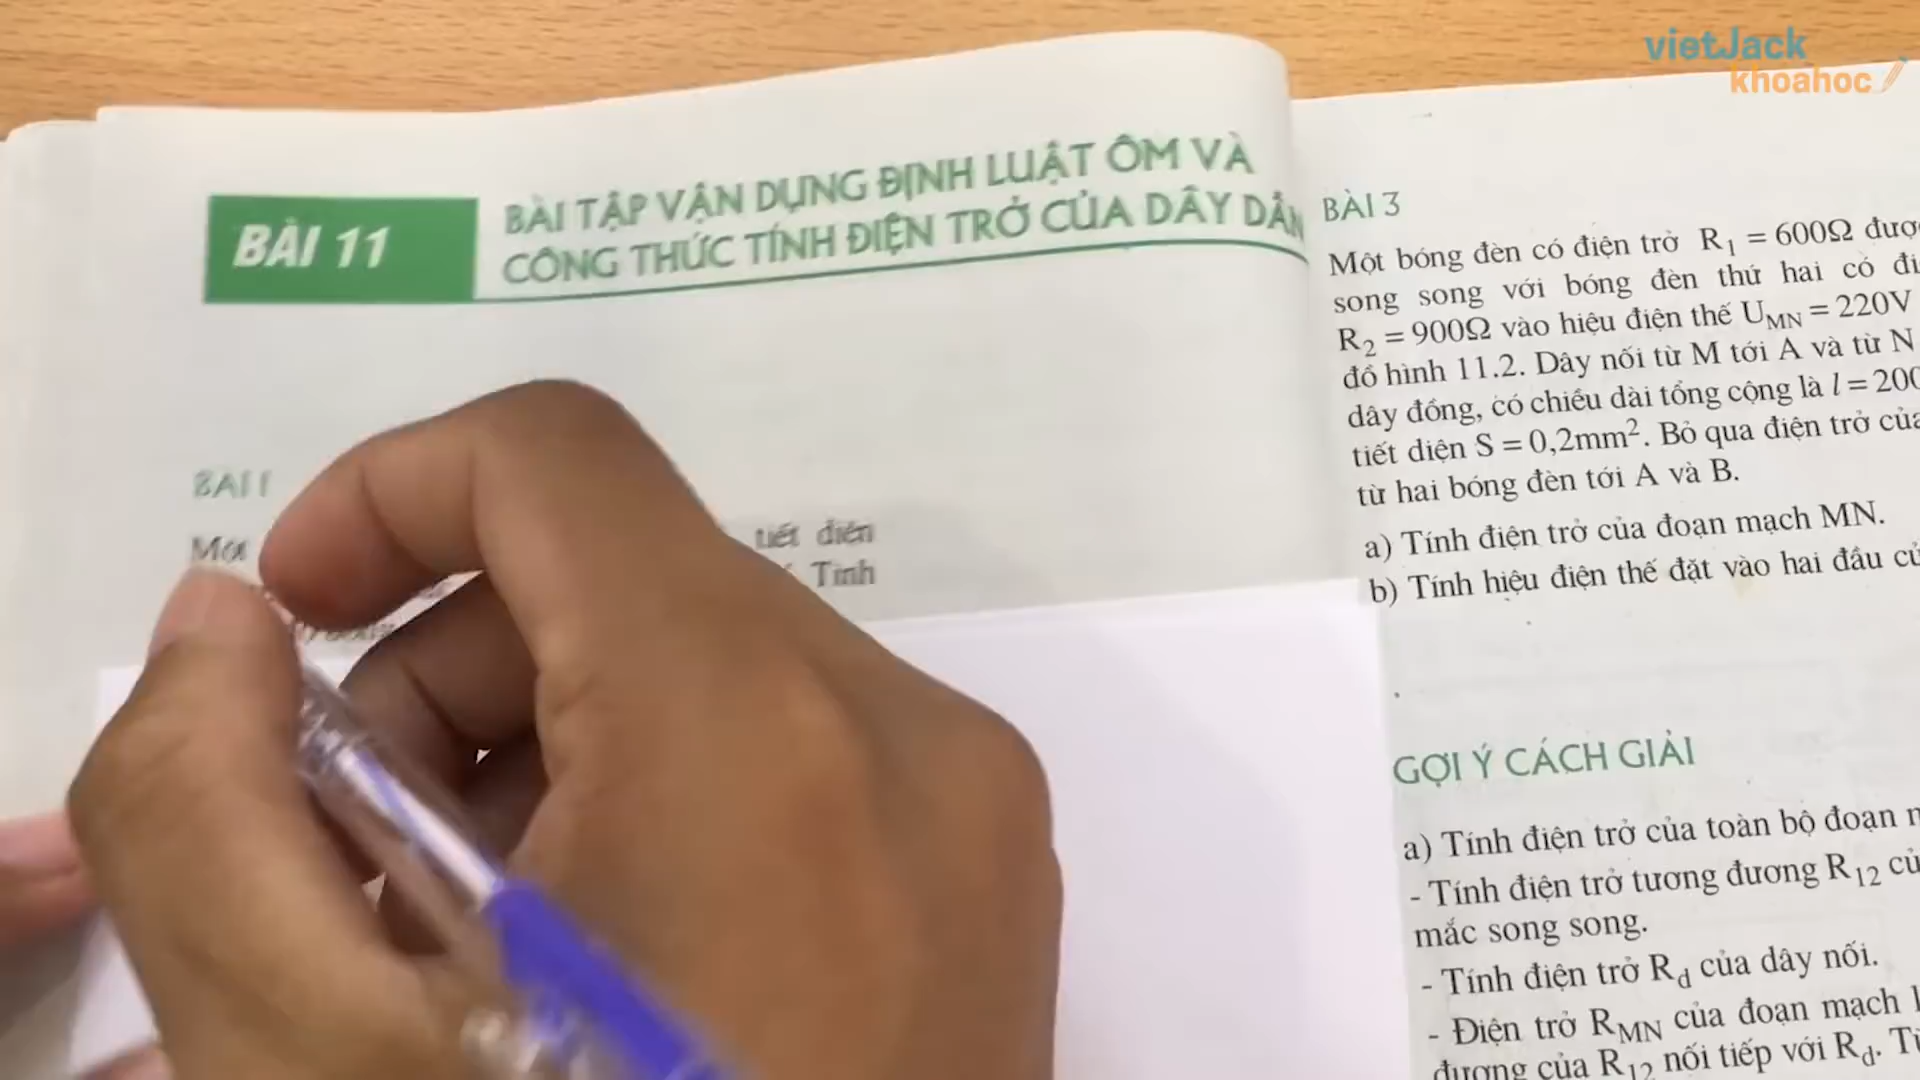 vietJack
khoahoc
BÀI 11
BÀI TẬP VẬN DỤNG ĐỊNH LUẬT ÔM VÀ
CÔNG THỨC TÍNH ĐIỆN TRỞ CỦA DÂY DẪN
BÀI 1
Một
tiết diện
Tính
BÀI 3
Một bóng đèn có điện trở R₁ = 600Ω
song song với bóng đèn thứ hai có
R₂ = 900Ω vào hiệu điện thế U_MN = 220V
đồ hình 11.2. Dây nối từ M tới A và từ N
dây đồng, có chiều dài tổng cộng là l = 200
tiết diện S = 0,2mm². Bỏ qua điện trở
từ hai bóng đèn tới A và B.
a) Tính điện trở của đoạn mạch MN.
b) Tính hiệu điện thế đặt vào hai đầu
GỢI Ý CÁCH GIẢI
a) Tính điện trở của toàn bộ đoạn
- Tính điện trở tương đương R₁₂
mắc song song.
- Tính điện trở R_d của dây nối.
- Điện trở R_MN của đoạn mạch
đương của R₁₂ nối tiếp với R_d.